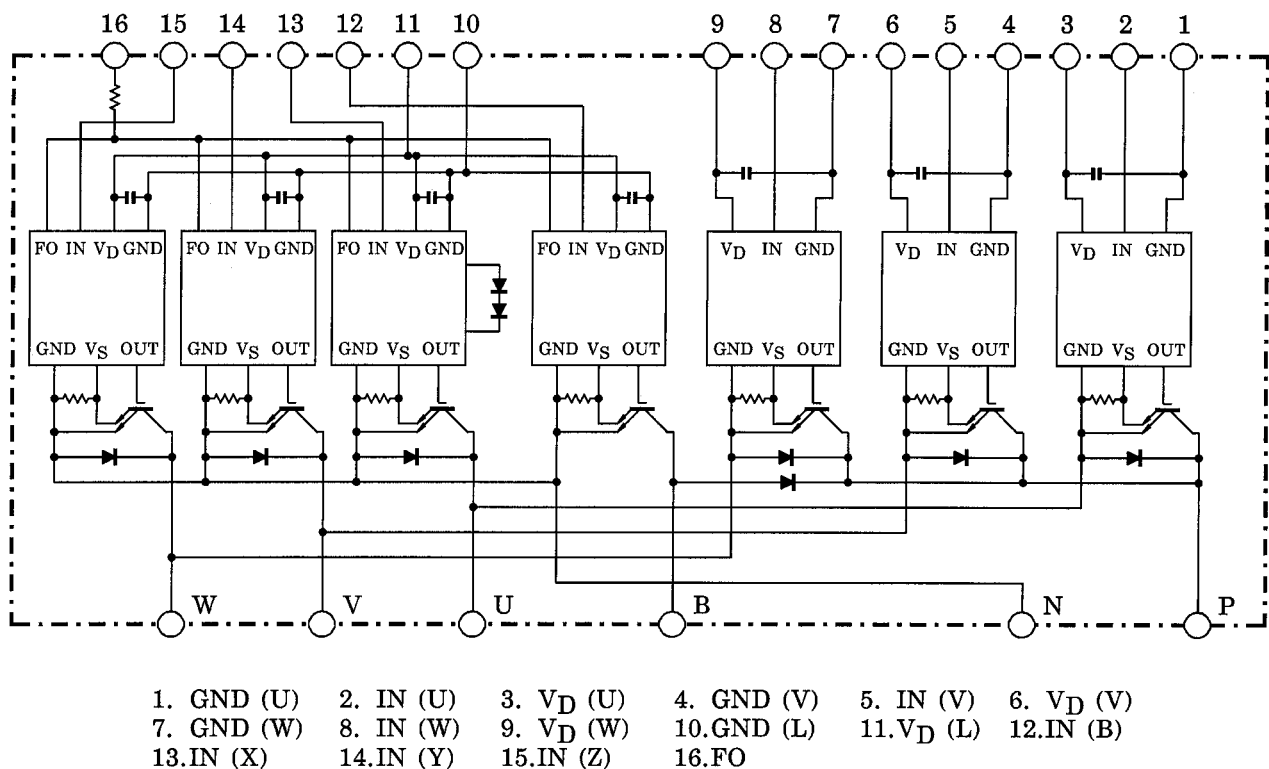 16 15 14 13 12 11 10 9 8 7 6 5 4 3 2 1
FO IN VD GND FO IN VD GND FO IN VD GND FO IN VD GND VD IN GND VD IN GND VD IN GND
GND VS OUT GND VS OUT GND VS OUT GND VS OUT GND VS OUT GND VS OUT GND VS OUT
W V U B N P
1. GND (U) 2. IN (U) 3. VD (U) 4. GND (V) 5. IN (V) 6. VD (V)
7. GND (W) 8. IN (W) 9. VD (W) 10.GND (L) 11.VD (L) 12.IN (B)
13.IN (X) 14.IN (Y) 15.IN (Z) 16.FO